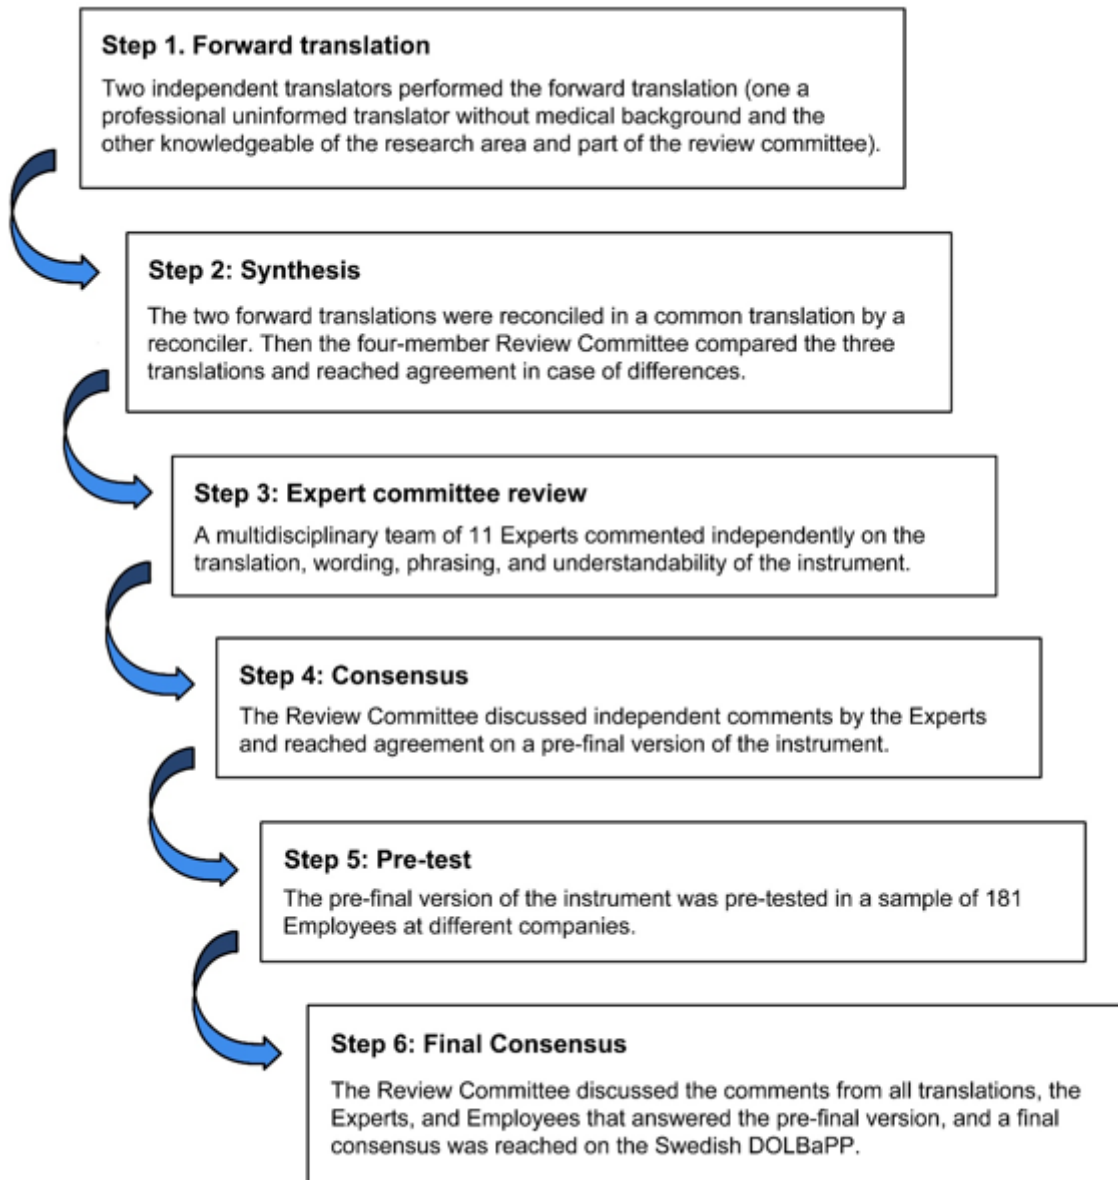 Step 1. Forward translation
Two independent translators performed the forward translation (one a
professional uninformed translator without medical background and the
other knowledgeable of the research area and part of the review committee).
Step 2: Synthesis
The two forward translations were reconciled in a common translation by a
reconciler. Then the four-member Review Committee compared the three
translations and reached agreement in case of differences.
Step 3: Expert committee review
A multidisciplinary team of 11 Experts commented independently on the
translation, wording, phrasing, and understandability of the instrument.
Step 4: Consensus
The Review Committee discussed independent comments by the Experts
and reached agreement on a pre-final version of the instrument.
Step 5: Pre-test
The pre-final version of the instrument was pre-tested in a sample of 181
Employees at different companies.
Step 6: Final Consensus
The Review Committee discussed the comments from all translations, the
Experts, and Employees that answered the pre-final version, and a final
consensus was reached on the Swedish DOLBaPP.